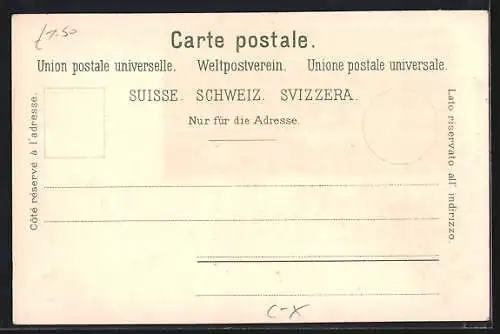 £1.50
Carte postale.
Union postale universelle. Weltpostverein. Unione postale universale.
SUISSE. SCHWEIZ. SVIZZERA.
Nur für die Adresse.
Côté réservé à l'adresse.
Lato riservato all' indirizzo.
C-X